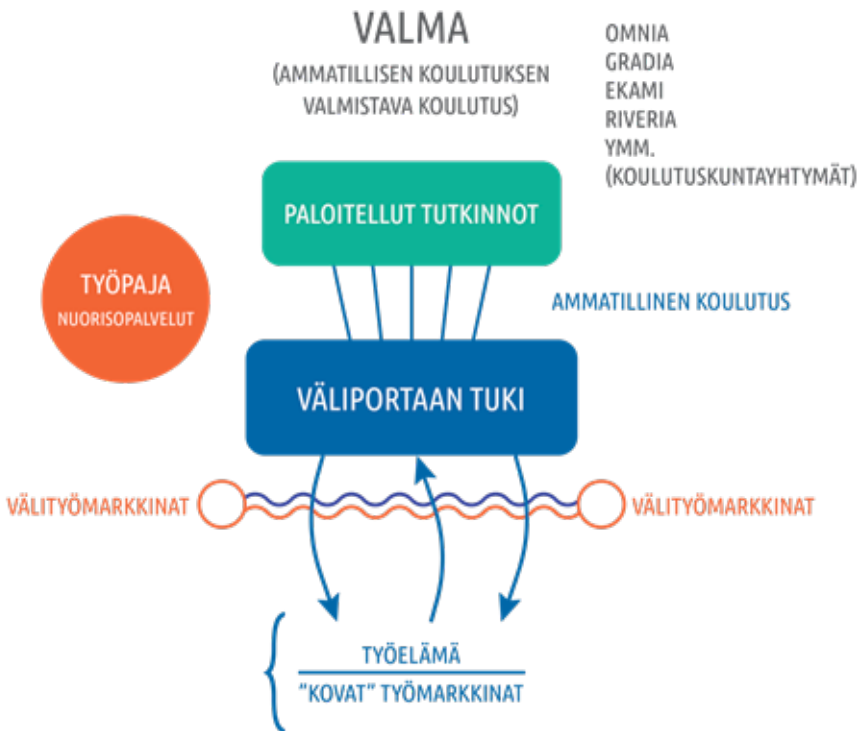 VALMA
(AMMATILLISEN KOULUTUKSEN
VALMISTAVA KOULUTUS)
OMNIA
GRADIA
EKAMI
RIVERIA
YMM.
(KOULUTUSKUNTAYHTYMÄT)
PALOITELLUT TUTKINNOT
TYÖPAJA
NUORISOPALVELUT
AMMATILLINEN KOULUTUS
VÄLIPORTAAN TUKI
VÄLITYÖMARKKINAT
VÄLITYÖMARKKINAT
TYÖELÄMÄ
"KOVAT" TYÖMARKKINAT